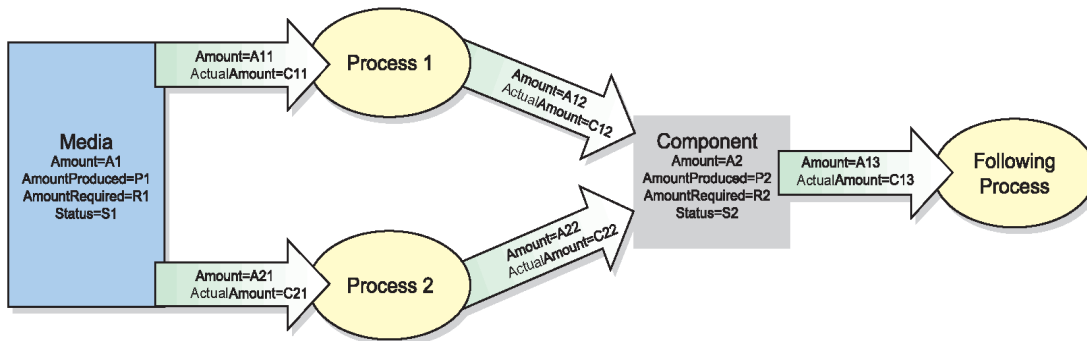 Media
Amount=A1
AmountProduced=P1
AmountRequired=R1
Status=S1
Amount=A11
ActualAmount=C11
Process 1
Amount=A12
ActualAmount=C12
Amount=A21
ActualAmount=C21
Process 2
Amount=A22
ActualAmount=C22
Component
Amount=A2
AmountProduced=P2
AmountRequired=R2
Status=S2
Amount=A13
ActualAmount=C13
Following
Process